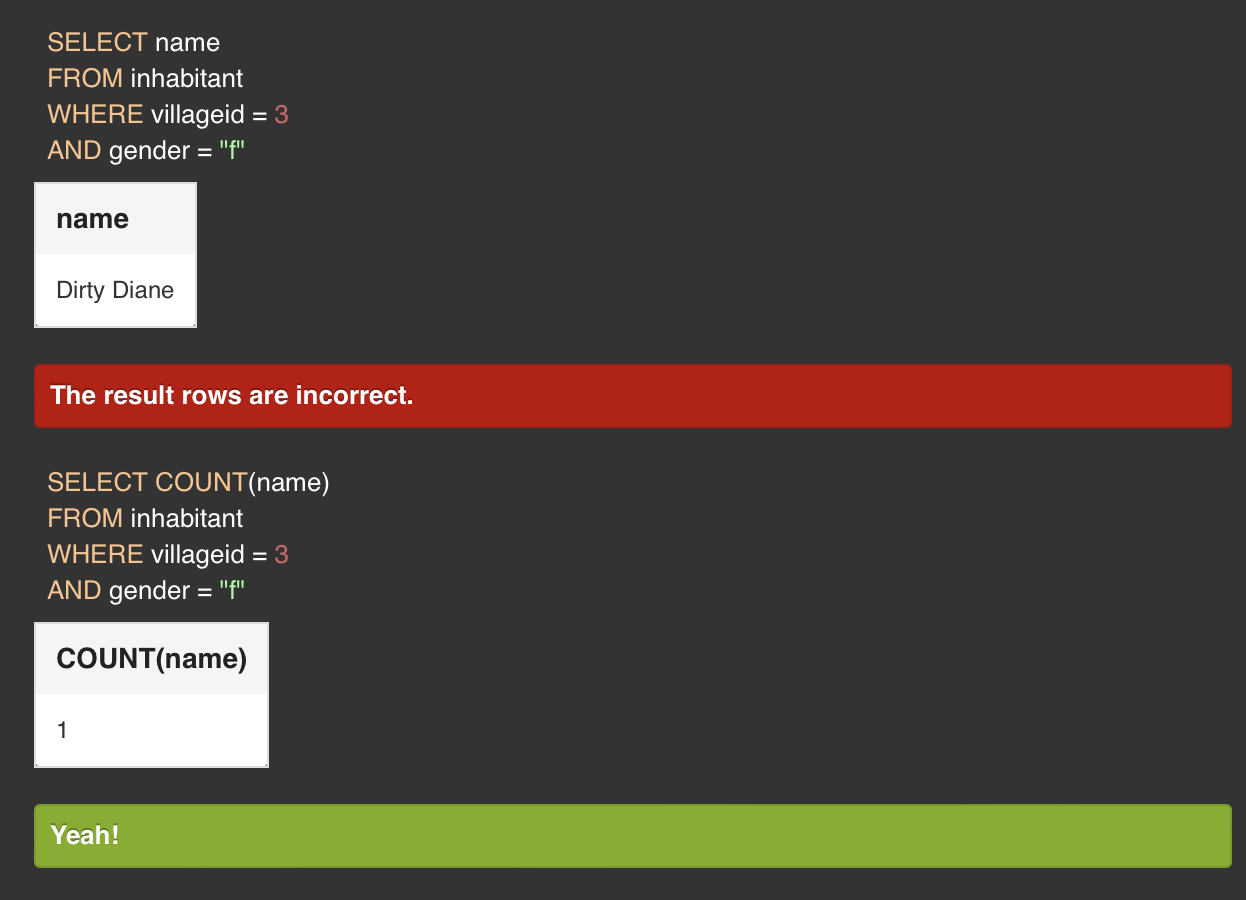 SELECT name
FROM inhabitant
WHERE villageid = 3
AND gender = "f"
name
Dirty Diane
The result rows are incorrect.
SELECT COUNT(name)
FROM inhabitant
WHERE villageid = 3
AND gender = "f"
COUNT(name)
1
Yeah!